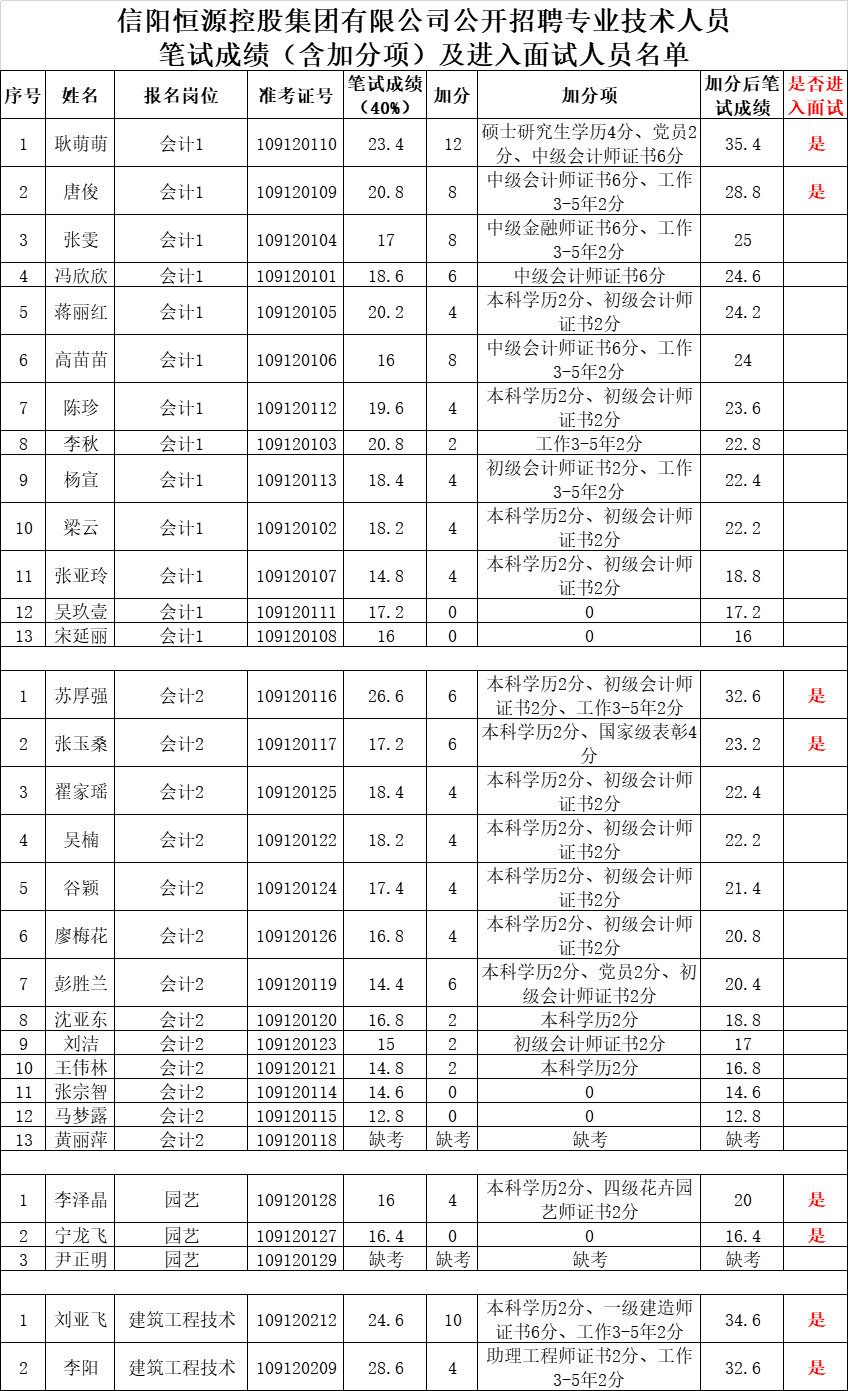 信阳恒源控股集团有限公司公开招聘专业技术人员
笔试成绩（含加分项）及进入面试人员名单
序号 姓名 报名岗位 准考证号 笔试成绩（40%） 加分 加分项 加分后笔试成绩 是否进入面试
1 耿萌萌 会计1 109120110 23.4 12 硕士研究生学历4分、党员2分、中级会计师证书6分 35.4 是
2 唐俊 会计1 109120109 20.8 8 中级会计师证书6分、工作3-5年2分 28.8 是
3 张雯 会计1 109120104 17 8 中级金融师证书6分、工作3-5年2分 25
4 冯欣欣 会计1 109120101 18.6 6 中级会计师证书6分 24.6
5 蒋丽红 会计1 109120105 20.2 4 本科学历2分、初级会计师证书2分 24.2
6 高苗苗 会计1 109120106 16 8 中级会计师证书6分、工作3-5年2分 24
7 陈珍 会计1 109120112 19.6 4 本科学历2分、初级会计师证书2分 23.6
8 李秋 会计1 109120103 20.8 2 工作3-5年2分 22.8
9 杨宣 会计1 109120113 18.4 4 初级会计师证书2分、工作3-5年2分 22.4
10 梁云 会计1 109120102 18.2 4 本科学历2分、初级会计师证书2分 22.2
11 张亚玲 会计1 109120107 14.8 4 本科学历2分、初级会计师证书2分 18.8
12 吴玖壹 会计1 109120111 17.2 0 0 17.2
13 宋延丽 会计1 109120108 16 0 0 16
1 苏厚强 会计2 109120116 26.6 6 本科学历2分、初级会计师证书2分、工作3-5年2分 32.6 是
2 张玉桑 会计2 109120117 17.2 6 本科学历2分、国家级表彰4分 23.2 是
3 翟家瑶 会计2 109120125 18.4 4 本科学历2分、初级会计师证书2分 22.4
4 吴楠 会计2 109120122 18.2 4 本科学历2分、初级会计师证书2分 22.2
5 谷颖 会计2 109120124 17.4 4 本科学历2分、初级会计师证书2分 21.4
6 廖梅花 会计2 109120126 16.8 4 本科学历2分、初级会计师证书2分 20.8
7 彭胜兰 会计2 109120119 14.4 6 本科学历2分、党员2分、初级会计师证书2分 20.4
8 沈亚东 会计2 109120120 16.8 2 本科学历2分 18.8
9 刘洁 会计2 109120123 15 2 初级会计师证书2分 17
10 王伟林 会计2 109120121 14.8 2 本科学历2分 16.8
11 张宗智 会计2 109120114 14.6 0 0 14.6
12 马梦露 会计2 109120115 12.8 0 0 12.8
13 黄丽萍 会计2 109120118 缺考 缺考 缺考 缺考
1 李泽晶 园艺 109120128 16 4 本科学历2分、四级花卉园艺师证书2分 20 是
2 宁龙飞 园艺 109120127 16.4 0 0 16.4 是
3 尹正明 园艺 109120129 缺考 缺考 缺考 缺考
1 刘亚飞 建筑工程技术 109120212 24.6 10 本科学历2分、一级建造师证书6分、工作3-5年2分 34.6 是
2 李阳 建筑工程技术 109120209 28.6 4 助理工程师证书2分、工作3-5年2分 32.6 是